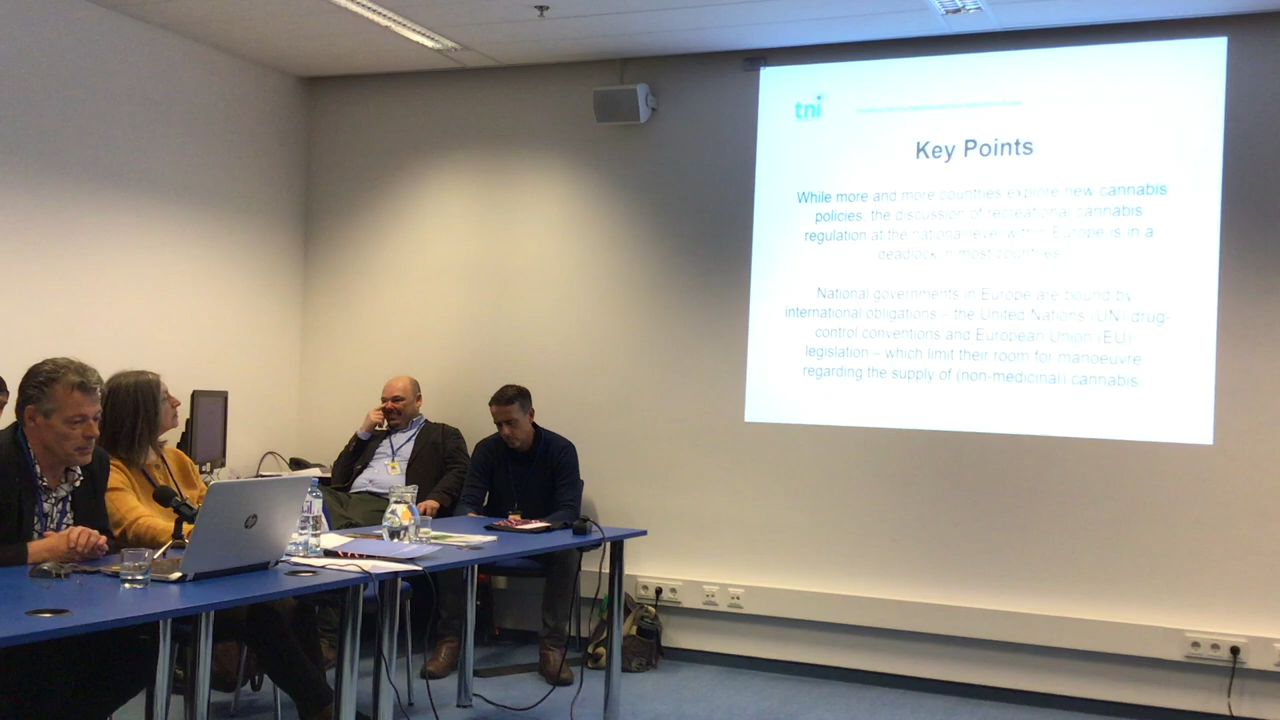 tni
Key Points
While more and more countries explore new cannabis
policies, the discussion of recreational cannabis
regulation at the national level within Europe is in a
deadlock in most countries
National governments in Europe are bound by
international obligations – the United Nations (UN) drug-
control conventions and European Union (EU)
legislation – which limit their room for manoeuvre
regarding the supply of (non-medicinal) cannabis
hp